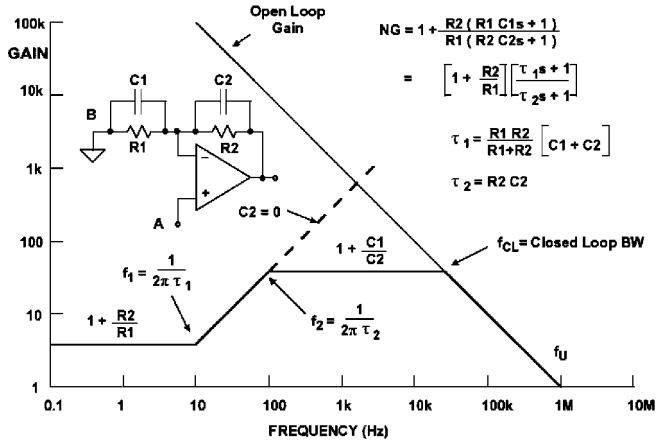 GAIN
100k
10k
1k
100
10
1
Open Loop
Gain
NG = 1 + R2 ( R1 C1s + 1 ) / R1 ( R2 C2s + 1 )
= [ 1 + R2 / R1 ] [ τ1s + 1 / τ2s + 1 ]
τ1 = R1 R2 / R1+R2 [ C1 + C2 ]
τ2 = R2 C2
C1
C2
B
R1
R2
−
+
A
C2 = 0
fCL = Closed Loop BW
1 + C1 / C2
f1 = 1 / 2π τ1
f2 = 1 / 2π τ2
1 + R2 / R1
fU
0.1
1
10
100
1k
10k
100k
1M
10M
FREQUENCY (Hz)